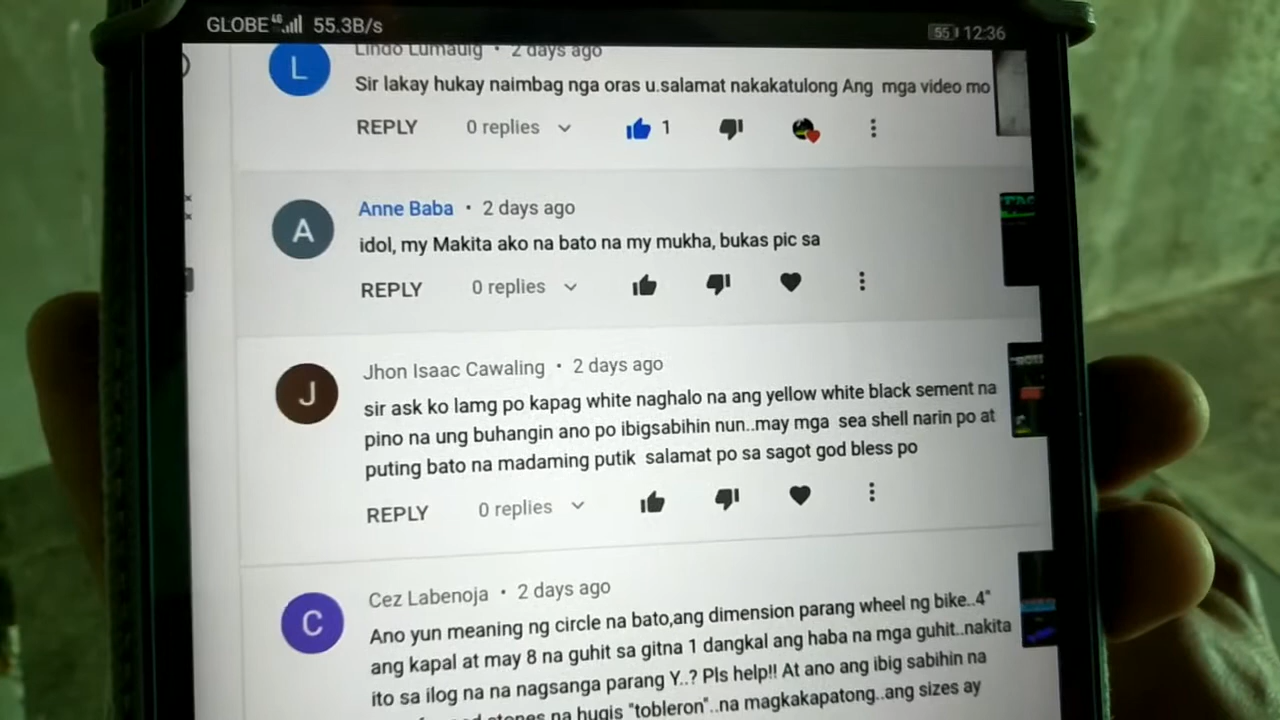 GLOBE 4G 55.3B/s 55 12:36
Lindo Lumauig • 2 days ago
L
Sir lakay hukay naimbag nga oras u.salamat nakakatulong Ang mga video mo
REPLY 0 replies 1
Anne Baba • 2 days ago
A
idol, my Makita ako na bato na my mukha, bukas pic sa
REPLY 0 replies
Jhon Isaac Cawaling • 2 days ago
J
sir ask ko lamg po kapag white naghalo na ang yellow white black sement na
pino na ung buhangin ano po ibigsabihin nun..may mga sea shell narin po at
puting bato na madaming putik salamat po sa sagot god bless po
REPLY 0 replies
Cez Labenoja • 2 days ago
C
Ano yun meaning ng circle na bato,ang dimension parang wheel ng bike..4"
ang kapal at may 8 na guhit sa gitna 1 dangkal ang haba na mga guhit..nakita
ito sa ilog na na nagsanga parang Y..? Pls help!! At ano ang ibig sabihin na
stones na hugis "tobleron"..na magkakapatong..ang sizes ay